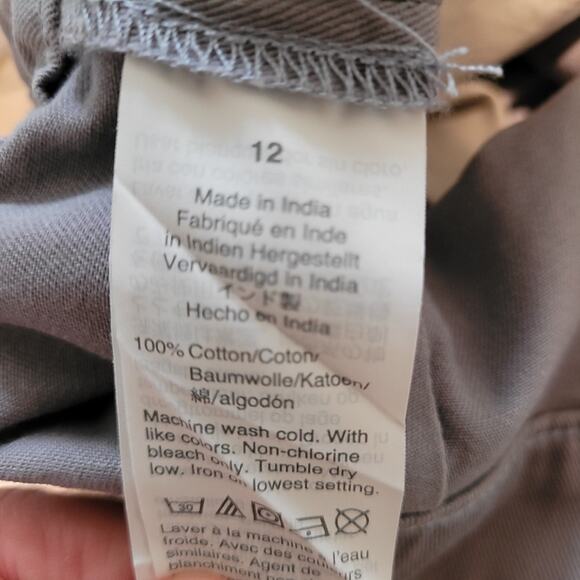 12
Made in India
Fabriqué en Inde
in Indien Hergestellt
Vervaardigd in India
インド製
Hecho en India
100% Cotton/Coton/
Baumwolle/Katoen/
綿/algodón
Machine wash cold. With
like colors. Non-chlorine
bleach only. Tumble dry
low. Iron on lowest setting.
30
Laver à la machine l'eau
froide. Avec des couleurs
similaires. Agent de
blanchiment